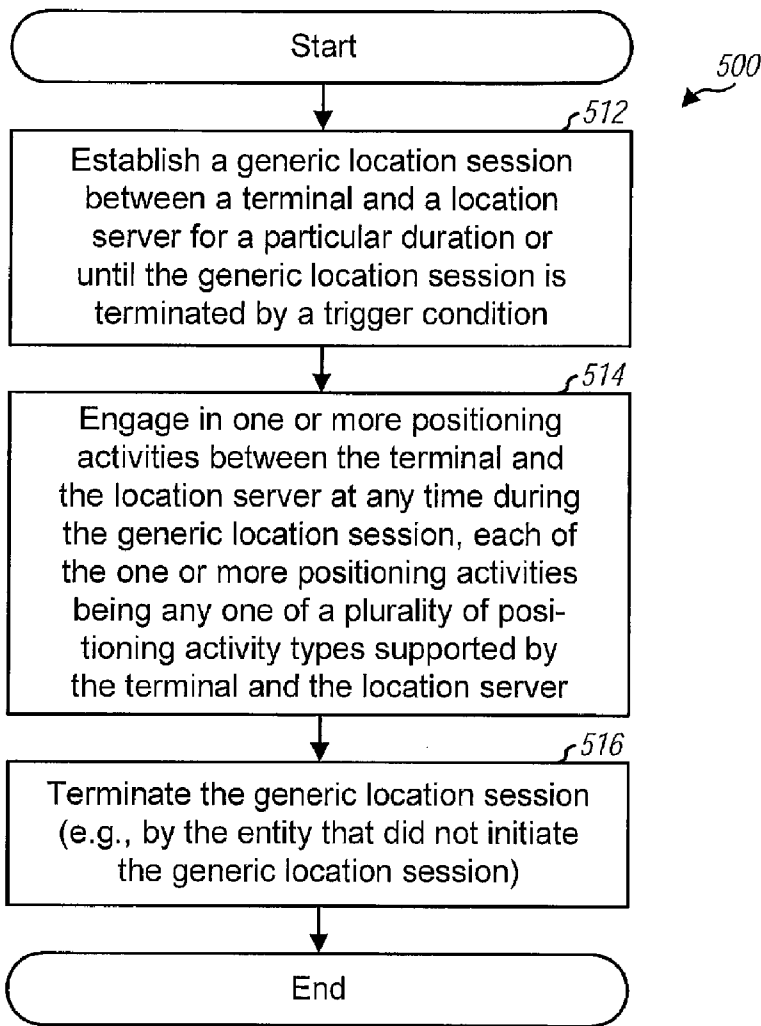 Start
500
512
Establish a generic location session
between a terminal and a location
server for a particular duration or
until the generic location session is
terminated by a trigger condition
514
Engage in one or more positioning
activities between the terminal and
the location server at any time during
the generic location session, each of
the one or more positioning activities
being any one of a plurality of posi-
tioning activity types supported by
the terminal and the location server
516
Terminate the generic location session
(e.g., by the entity that did not initiate
the generic location session)
End